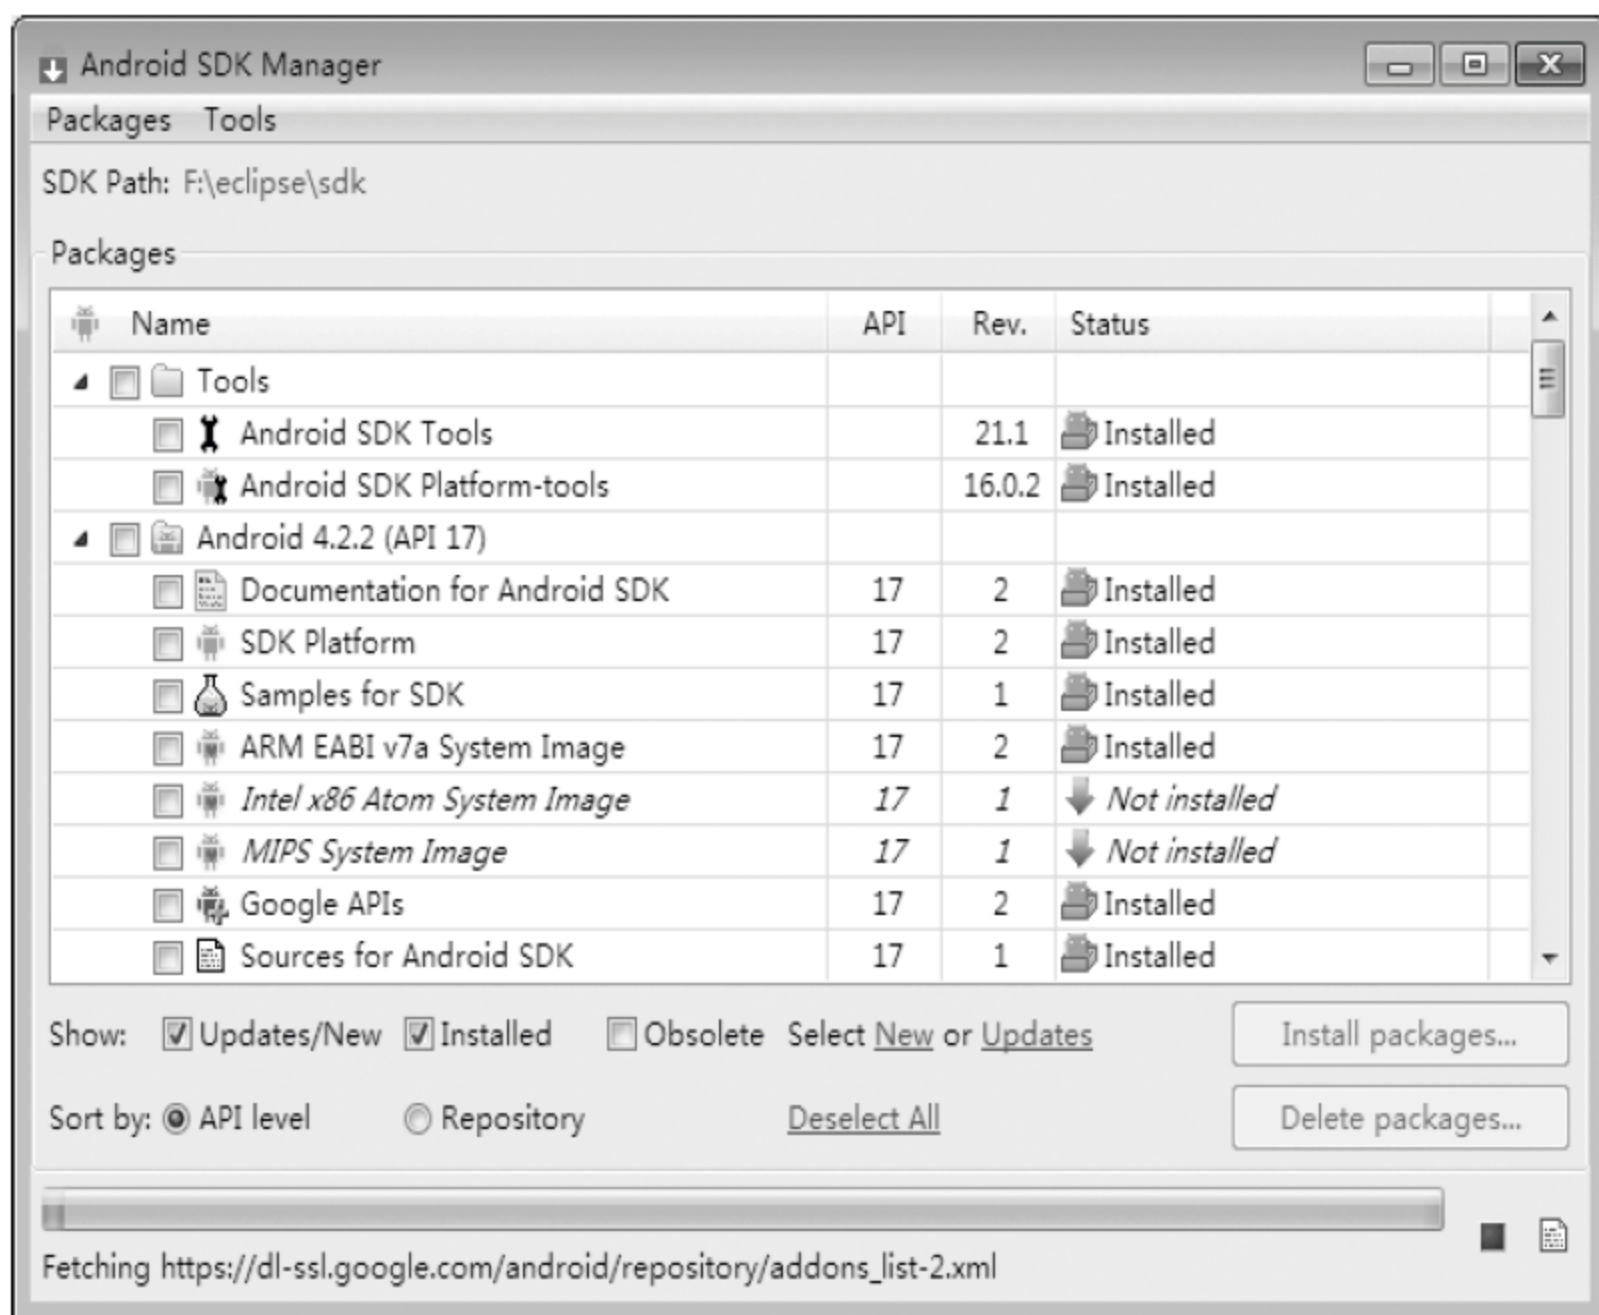 Android SDK Manager
Packages Tools
SDK Path: F:\eclipse\sdk
Packages
Name API Rev. Status
Tools
Android SDK Tools 21.1 Installed
Android SDK Platform-tools 16.0.2 Installed
Android 4.2.2 (API 17)
Documentation for Android SDK 17 2 Installed
SDK Platform 17 2 Installed
Samples for SDK 17 1 Installed
ARM EABI v7a System Image 17 2 Installed
Intel x86 Atom System Image 17 1 Not installed
MIPS System Image 17 1 Not installed
Google APIs 17 2 Installed
Sources for Android SDK 17 1 Installed
Show: Updates/New Installed Obsolete Select New or Updates Install packages...
Sort by: API level Repository Deselect All Delete packages...
Fetching https://dl-ssl.google.com/android/repository/addons_list-2.xml